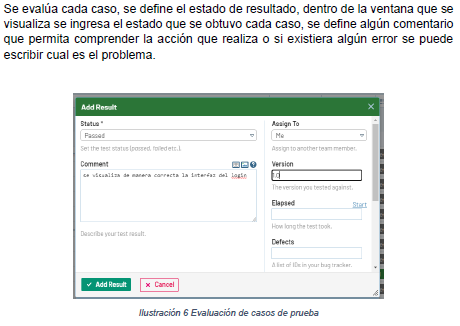 Se evalúa cada caso, se define el estado de resultado, dentro de la ventana que se
visualiza se ingresa el estado que se obtuvo cada caso, se define algún comentario
que permita comprender la acción que realiza o si existiera algún error se puede
escribir cual es el problema.
Add Result
×
Status *
Passed
Set the test status (passed, failed etc.).
Comment
se visualiza de manera correcta la interfaz del login
Describe your test result.
Assign To
Me
Assign to another team member.
Version
1.0
The version you tested against.
Elapsed
Start
How long the test took.
Defects
A list of IDs in your bug tracker.
Add Result
Cancel
Ilustración 6 Evaluación de casos de prueba